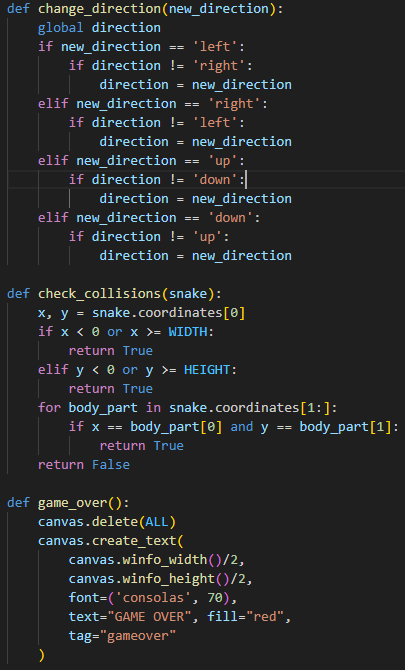 def change_direction(new_direction):
    global direction
    if new_direction == 'left':
        if direction != 'right':
            direction = new_direction
    elif new_direction == 'right':
        if direction != 'left':
            direction = new_direction
    elif new_direction == 'up':
        if direction != 'down':
            direction = new_direction
    elif new_direction == 'down':
        if direction != 'up':
            direction = new_direction

def check_collisions(snake):
    x, y = snake.coordinates[0]
    if x < 0 or x >= WIDTH:
        return True
    elif y < 0 or y >= HEIGHT:
        return True
    for body_part in snake.coordinates[1:]:
        if x == body_part[0] and y == body_part[1]:
            return True
    return False

def game_over():
    canvas.delete(ALL)
    canvas.create_text(
        canvas.winfo_width()/2,
        canvas.winfo_height()/2,
        font=('consolas', 70),
        text="GAME OVER", fill="red",
        tag="gameover"
    )